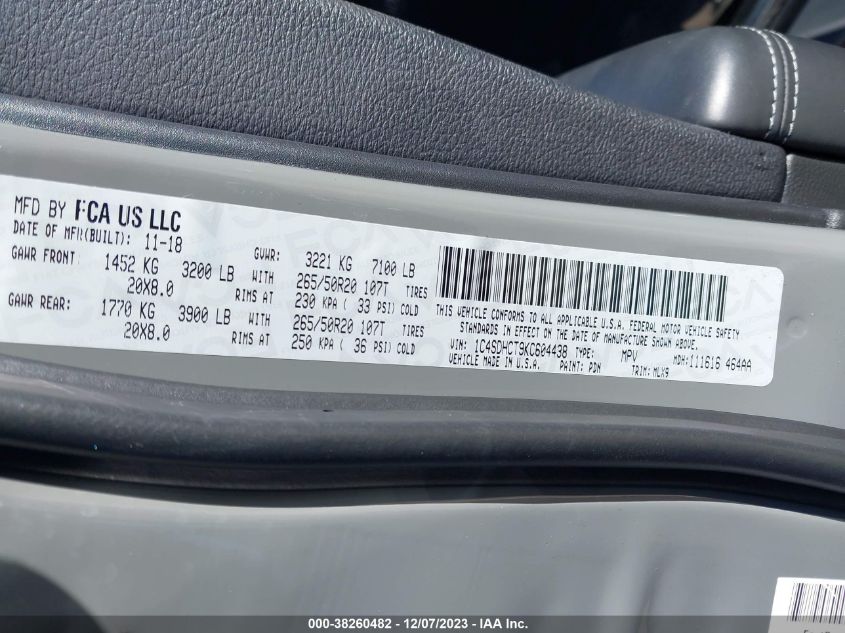 MFD BY FCA US LLC
DATE OF MFR(BUILT): 11-18 GVWR: 3221 KG 7100 LB
GAWR FRONT: 1452 KG 3200 LB WITH 265/50R20 107T TIRES
20X8.0 RIMS AT 230 KPA ( 33 PSI) COLD
GAWR REAR: 1770 KG 3900 LB WITH 265/50R20 107T TIRES
20X8.0 RIMS AT 250 KPA ( 36 PSI) COLD
THIS VEHICLE CONFORMS TO ALL APPLICABLE U.S.A. FEDERAL MOTOR VEHICLE SAFETY
STANDARDS IN EFFECT ON THE DATE OF MANUFACTURE SHOWN ABOVE.
VIN: 1C4SDHCT9KC604438 TYPE: MPV MDH:111616 464AA
VEHICLE MADE IN U.S.A. PAINT: PDN TRIM: MLX9
000-38260482 - 12/07/2023 - IAA Inc.